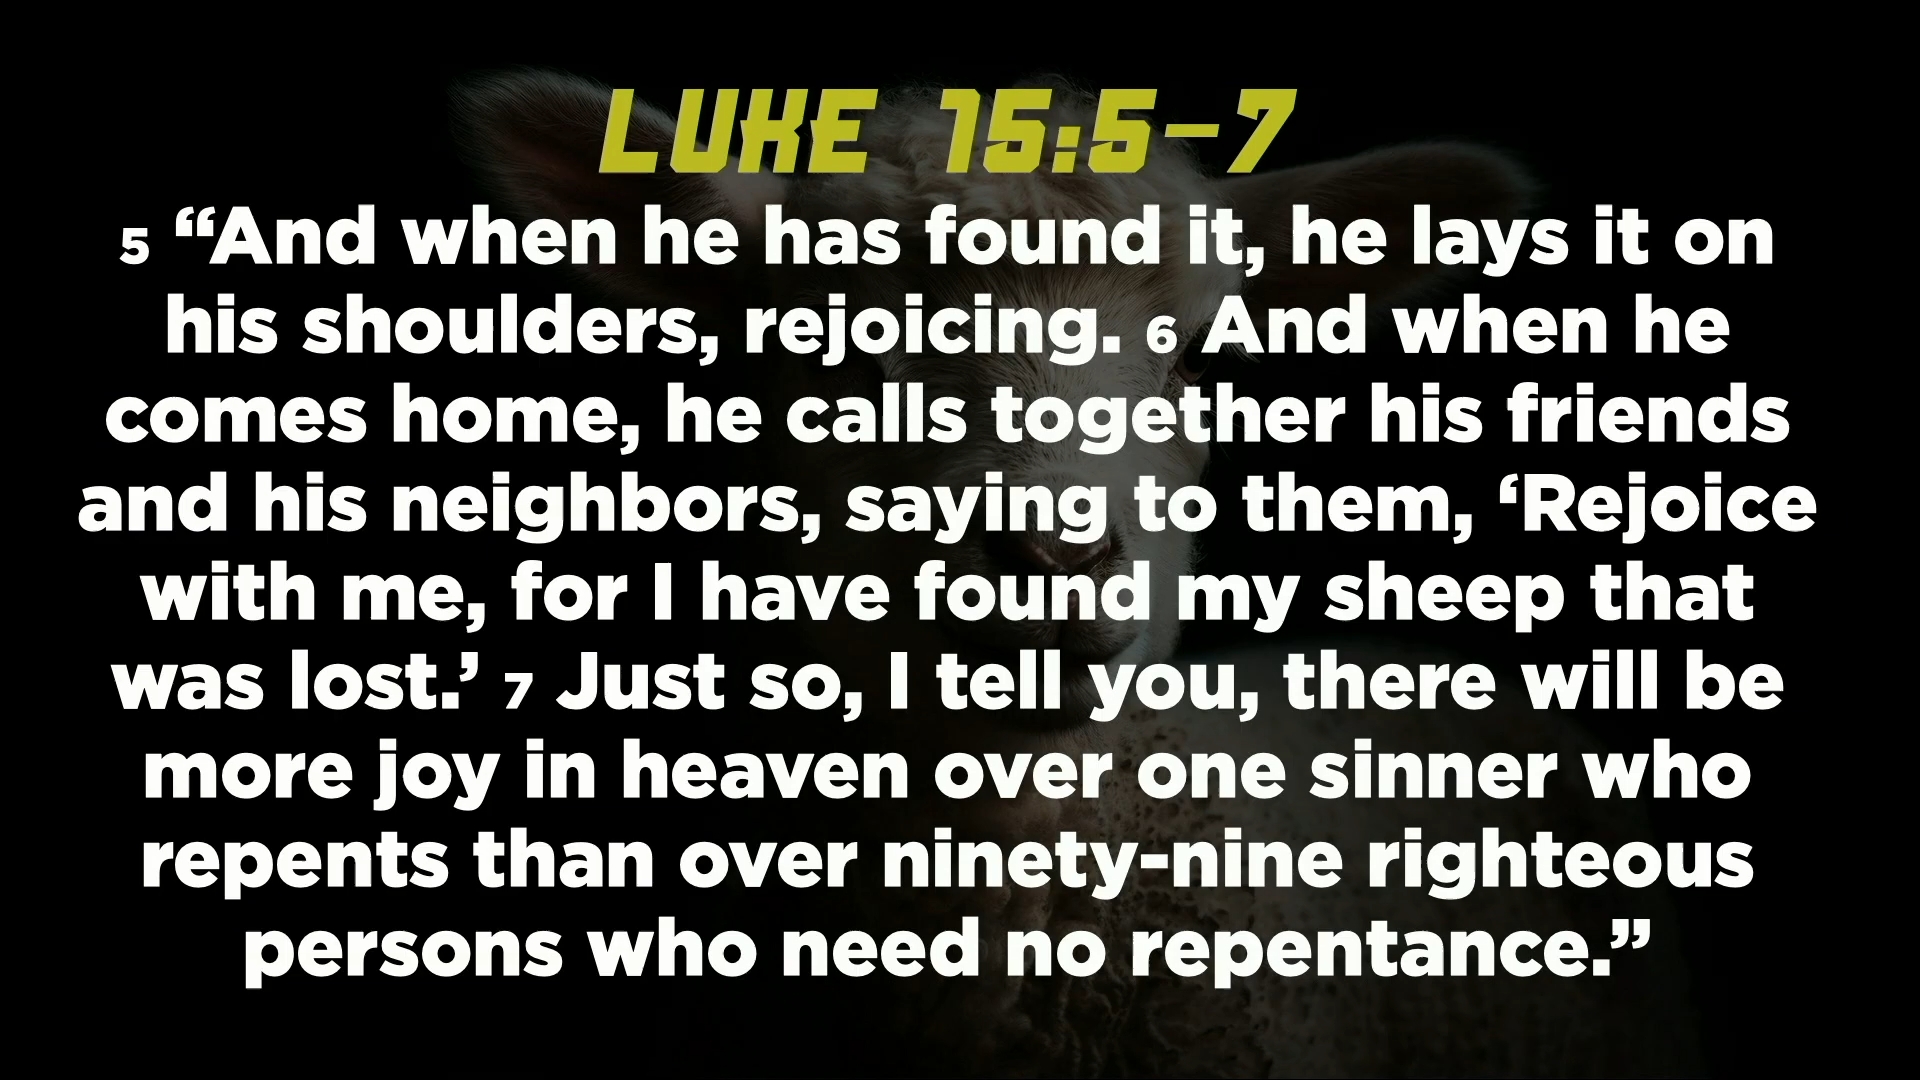 LUKE 15:5-7
5 “And when he has found it, he lays it on
his shoulders, rejoicing. 6 And when he
comes home, he calls together his friends
and his neighbors, saying to them, ‘Rejoice
with me, for I have found my sheep that
was lost.’ 7 Just so, I tell you, there will be
more joy in heaven over one sinner who
repents than over ninety-nine righteous
persons who need no repentance.”